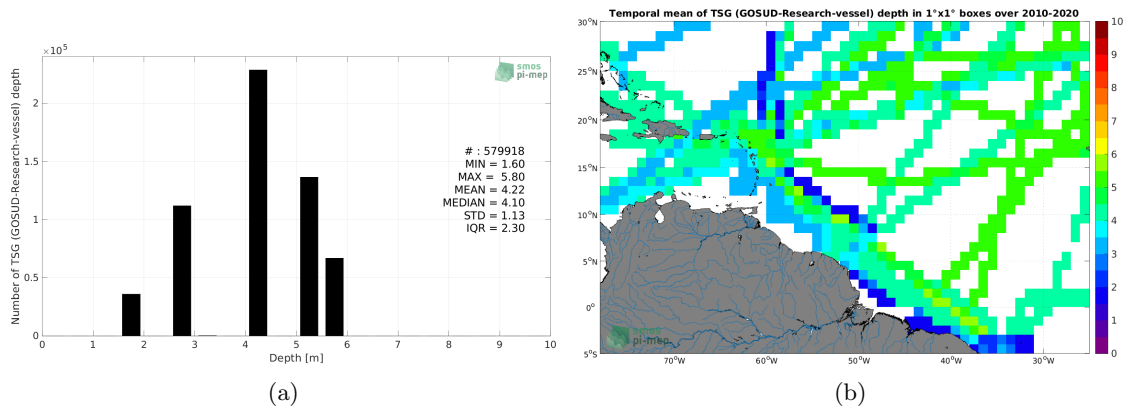 ×10⁵
Number of TSG (GOSUD-Research-vessel) depth
2
1.5
1
0.5
0
0 1 2 3 4 5 6 7 8 9 10
Depth [m]
smos
pi-mep
# : 579918
MIN = 1.60
MAX = 5.80
MEAN = 4.22
MEDIAN = 4.10
STD = 1.13
IQR = 2.30
(a)
Temporal mean of TSG (GOSUD-Research-vessel) depth in 1°x1° boxes over 2010-2020
30°N
25°N
20°N
15°N
10°N
5°N
0°
5°S
70°W 60°W 50°W 40°W 30°W
smos
pi-mep
10
9
8
7
6
5
4
3
2
1
0
(b)